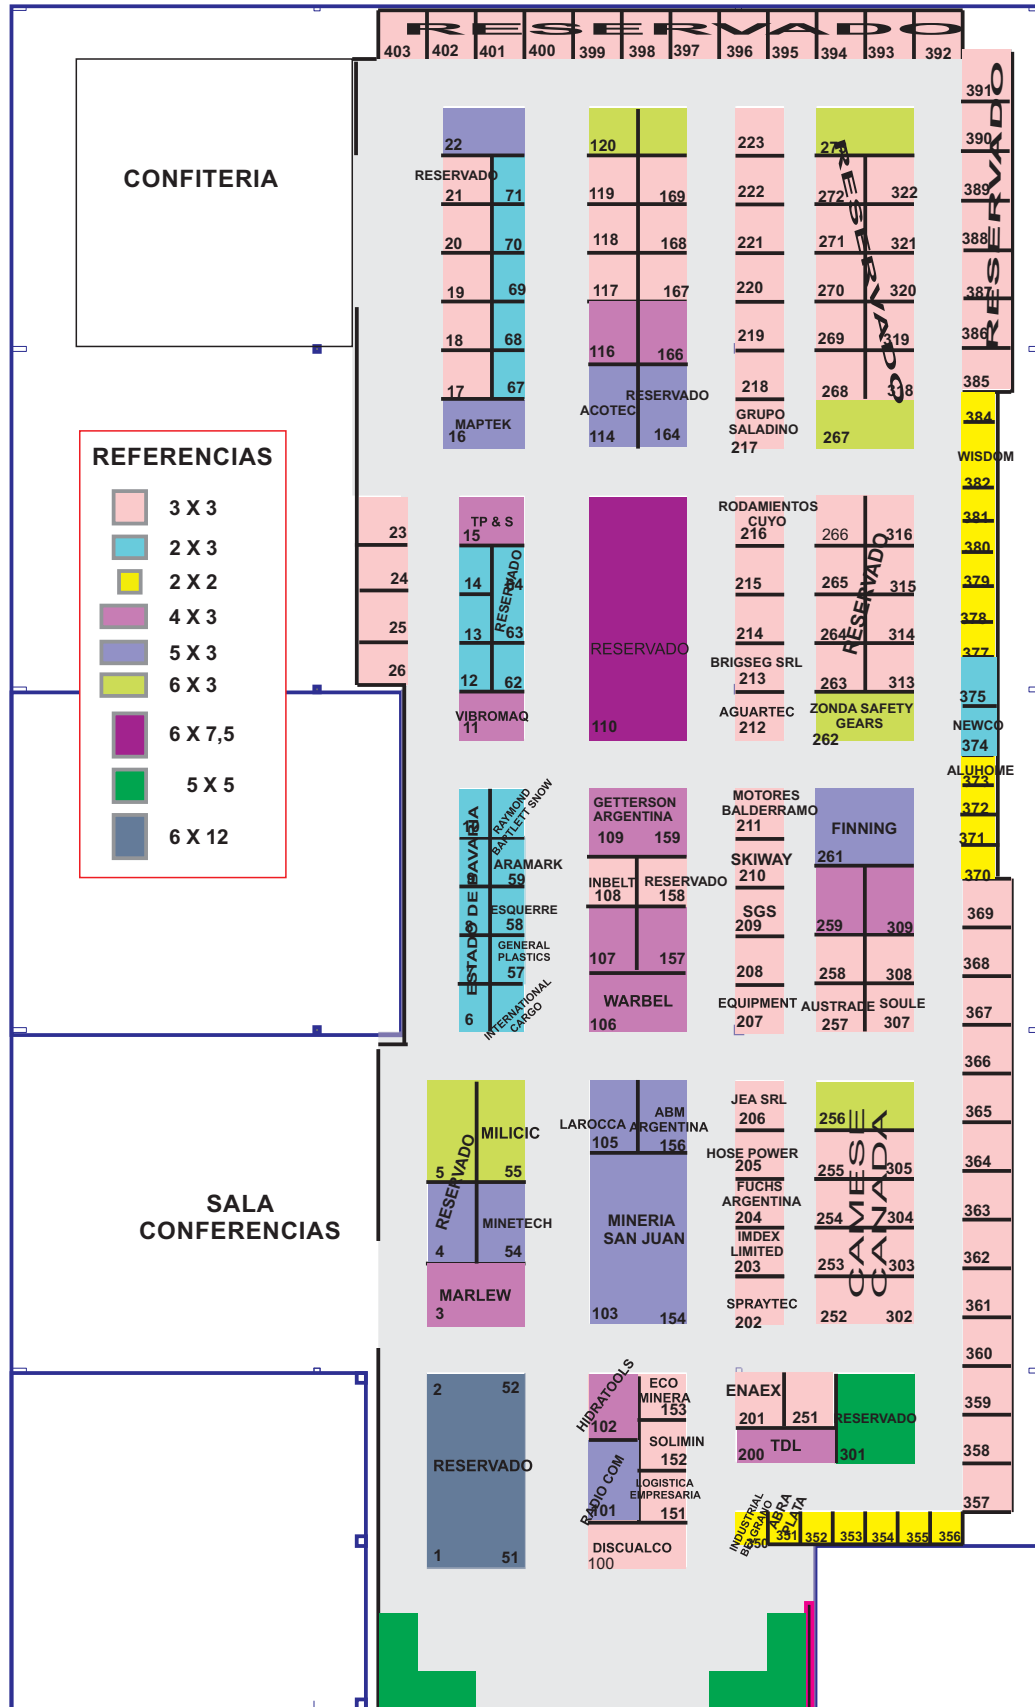 RESERVADO
403 402 401 400 399 398 397 396 395 394 393 392
CONFITERIA
RESERVADO
391
390
389
388
387
386
385
22
RESERVADO
21 71
20 70
19 69
18 68
17 67
MAPTEK
16
120
119 169
118 168
117 167
116 166
ACOTEC
114
RESERVADO
164
223
222
221
220
219
218
GRUPO
SALADINO
217
RESERVADO
272 322
271 321
270 320
269 319
268 318
267
384
WISDOM
382
381
380
379
378
377
375
NEWCO
374
ALUHOME
373
372
371
370
REFERENCIAS
3 X 3
2 X 3
2 X 2
4 X 3
5 X 3
6 X 3
6 X 7,5
5 X 5
6 X 12
23
24
25
26
TP & S
15
14
13 63
12 62
RESERVADO
VIBROMAQ
11
RESERVADO
110
RODAMIENTOS
CUYO
216
215
214
BRIGSEG SRL
213
AGUARTEC
212
RESERVADO
266 316
265 315
264 314
263 313
ZONDA SAFETY
GEARS
262
ESTADO DE BAVARIA
10
6
RAYMOND
BARTLETT SNOW
ARAMARK
59
ESQUERRE
58
GENERAL
PLASTICS
57
INTERNATIONAL
CARGO
GETTERSON
ARGENTINA
109 159
INBELT
108
RESERVADO
158
107 157
WARBEL
106
MOTORES
BALDERRAMO
211
SKIWAY
210
SGS
209
208
EQUIPMENT
207
FINNING
261
259 309
258 308
AUSTRADE
257
SOULE
307
369
368
367
366
365
364
363
362
361
360
359
358
357
SALA
CONFERENCIAS
RESERVADO
5
4
MILICIC
55
MINETECH
54
MARLEW
3
LAROCCA
105
ABM
ARGENTINA
156
MINERIA
SAN JUAN
103 154
JEA SRL
206
HOSE POWER
205
FUCHS
ARGENTINA
204
IMDEX
LIMITED
203
SPRAYTEC
202
CAMESE
CANADA
256
255 305
254 304
253 303
252 302
2 52
RESERVADO
1 51
HIDRATOOLS
102
ECO
MINERA
153
SOLIMIN
152
RADIO COM
101
LOGISTICA
EMPRESARIA
151
DISCUALCO
100
ENAEX
201 251
TDL
200
RESERVADO
301
INDUSTRIAL
BELGRANO
350
ABRA
PLATA
351 352 353 354 355 356